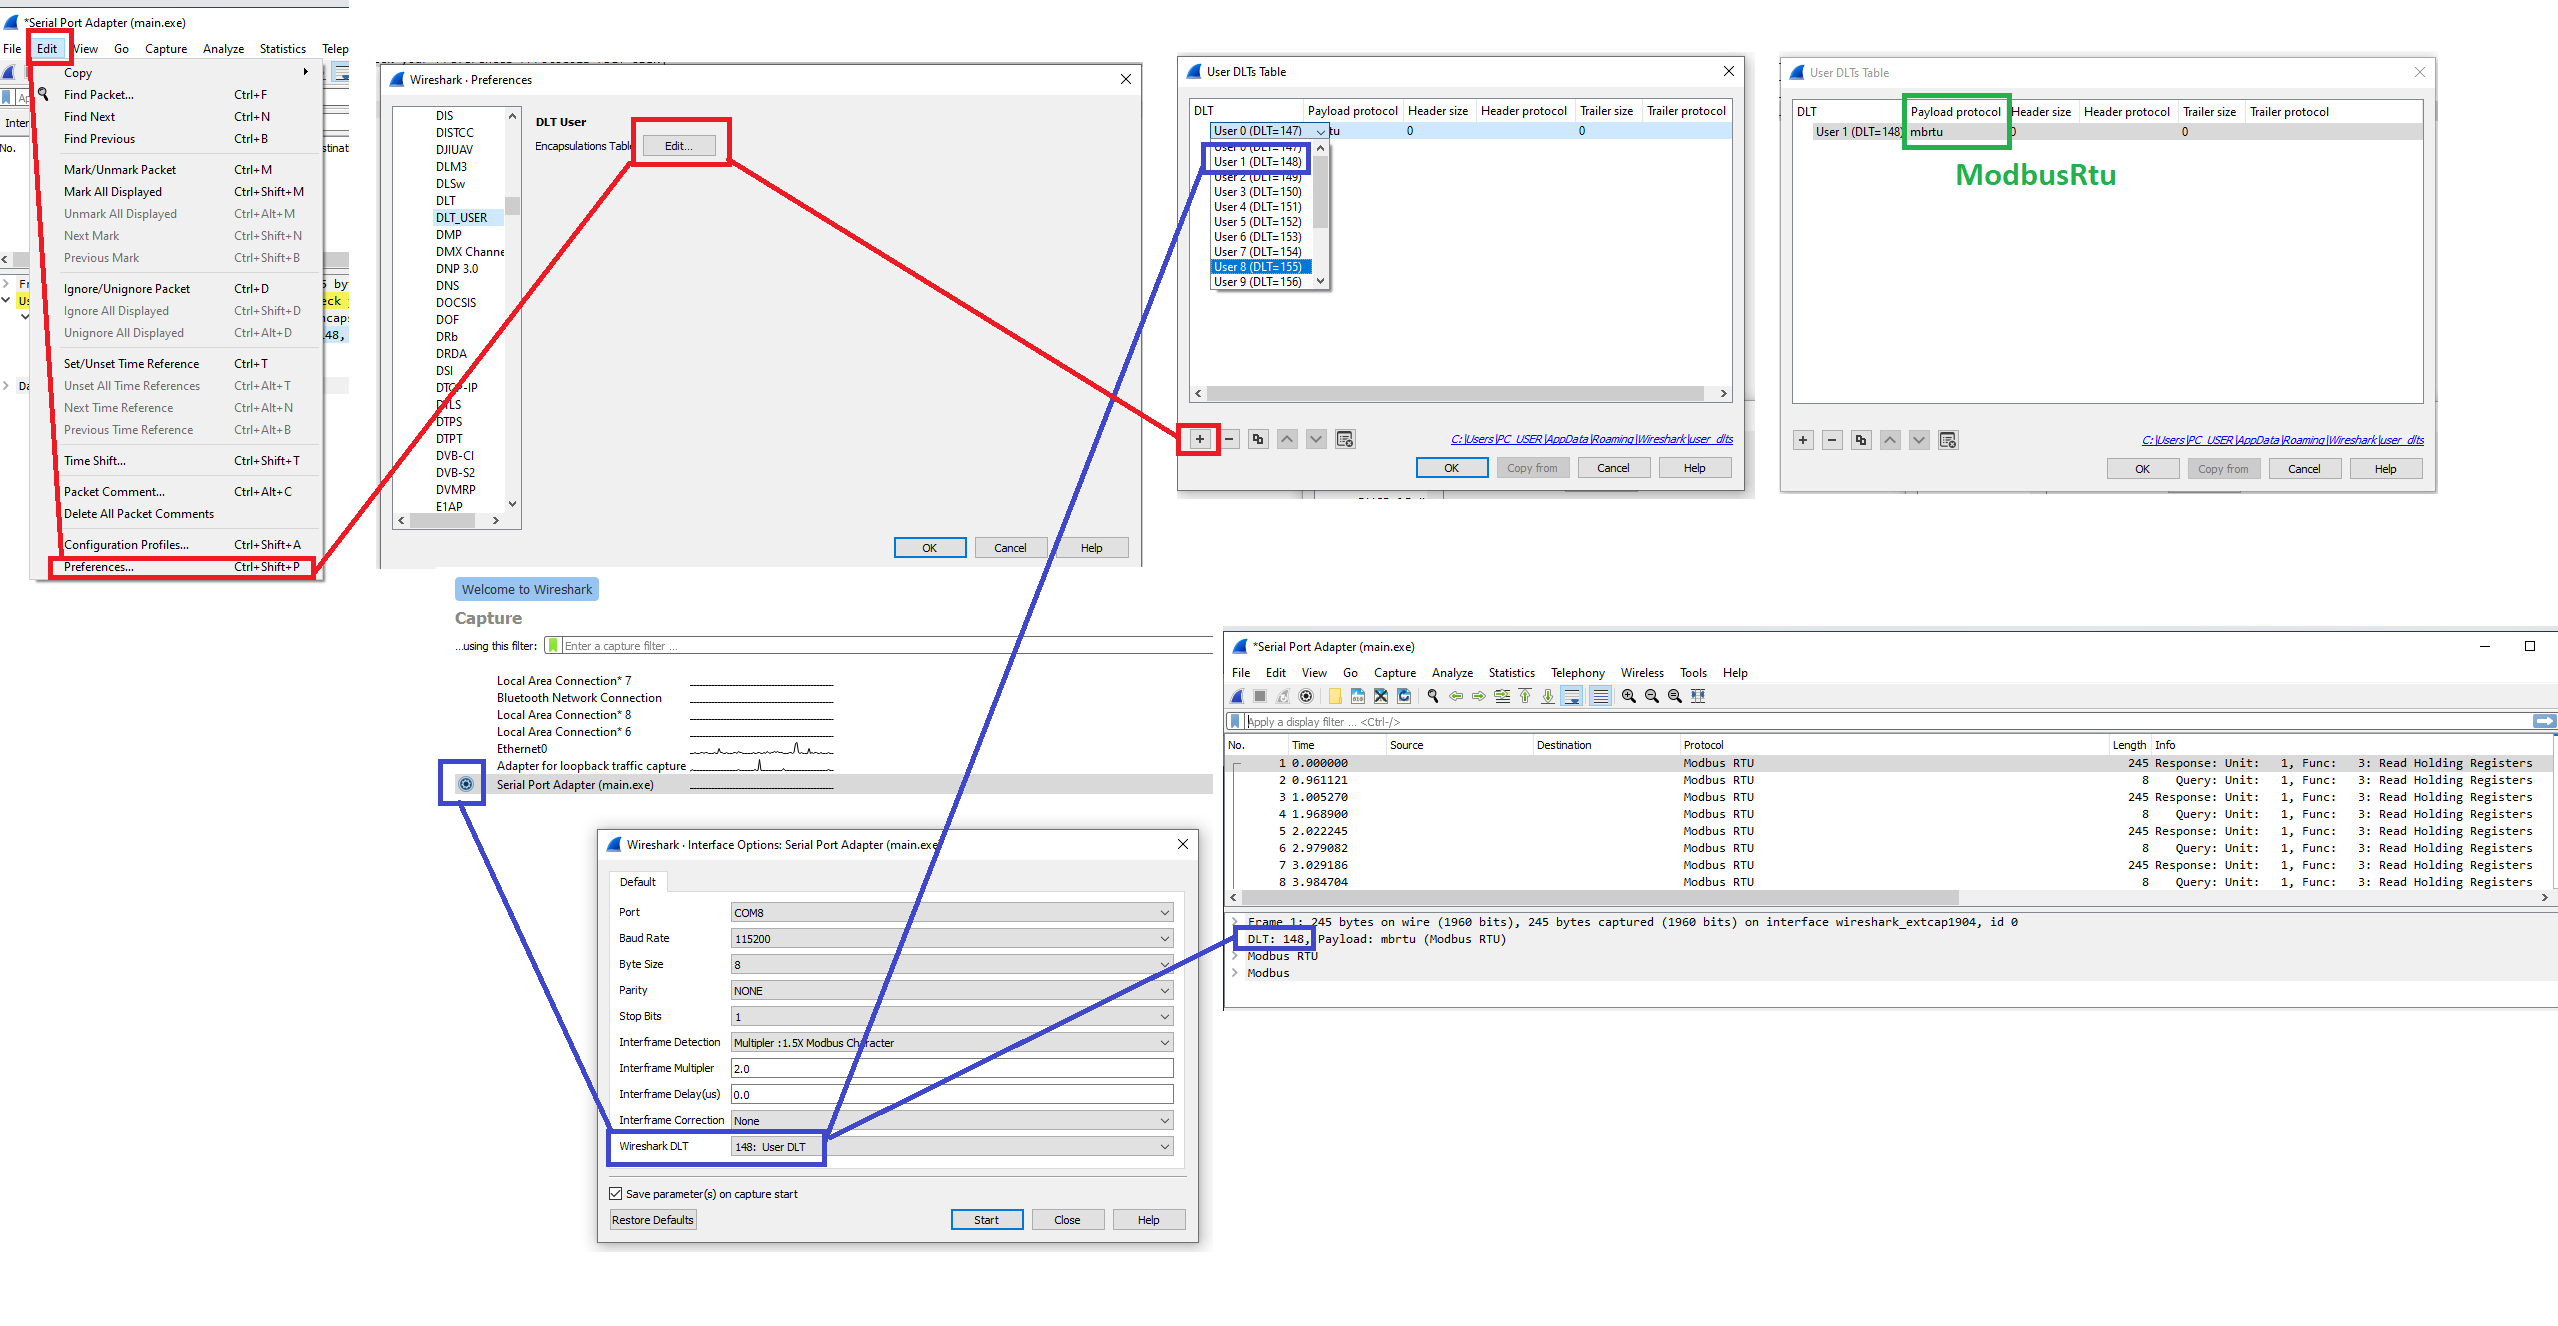 *Serial Port Adapter (main.exe)
File Edit View Go Capture Analyze Statistics Telep
Copy
Find Packet... Ctrl+F
Find Next Ctrl+N
Find Previous Ctrl+B
Mark/Unmark Packet Ctrl+M
Mark All Displayed Ctrl+Shift+M
Unmark All Displayed Ctrl+Alt+M
Next Mark Ctrl+Shift+N
Previous Mark Ctrl+Shift+B
Ignore/Unignore Packet Ctrl+D
Ignore All Displayed Ctrl+Shift+D
Unignore All Displayed Ctrl+Alt+D
Set/Unset Time Reference Ctrl+T
Unset All Time References Ctrl+Alt+T
Next Time Reference Ctrl+Alt+N
Previous Time Reference Ctrl+Alt+B
Time Shift... Ctrl+Shift+T
Packet Comment... Ctrl+Alt+C
Delete All Packet Comments
Configuration Profiles... Ctrl+Shift+A
Preferences... Ctrl+Shift+P
Inter
No. stinat
Wireshark · Preferences
DIS
DISTCC
DJIUAV
DLM3
DLSw
DLT
DLT_USER
DMP
DMX Channe
DNP 3.0
DNS
DOCSIS
DOF
DRb
DRDA
DSI
DTCP-IP
DTLS
DTPS
DTPT
DVB-CI
DVB-S2
DVMRP
E1AP
DLT User
Encapsulations Table Edit...
OK Cancel Help
User DLTs Table
DLT Payload protocol Header size Header protocol Trailer size Trailer protocol
User 0 (DLT=147) tu 0 0
User 0 (DLT=147)
User 1 (DLT=148)
User 2 (DLT=149)
User 3 (DLT=150)
User 4 (DLT=151)
User 5 (DLT=152)
User 6 (DLT=153)
User 7 (DLT=154)
User 8 (DLT=155)
User 9 (DLT=156)
C:\Users\PC_USER\AppData\Roaming\Wireshark\user_dlts
OK Copy from Cancel Help
User DLTs Table
DLT Payload protocol Header size Header protocol Trailer size Trailer protocol
User 1 (DLT=148) mbrtu 0 0
ModbusRtu
C:\Users\PC_USER\AppData\Roaming\Wireshark\user_dlts
OK Copy from Cancel Help
Welcome to Wireshark
Capture
...using this filter: Enter a capture filter ...
Local Area Connection* 7
Bluetooth Network Connection
Local Area Connection* 8
Local Area Connection* 6
Ethernet0
Adapter for loopback traffic capture
Serial Port Adapter (main.exe)
Wireshark · Interface Options: Serial Port Adapter (main.exe
Default
Port COM8
Baud Rate 115200
Byte Size 8
Parity NONE
Stop Bits 1
Interframe Detection Multipler :1.5X Modbus Character
Interframe Multipler 2.0
Interframe Delay(us) 0.0
Interframe Correction None
Wireshark DLT 148: User DLT
Save parameter(s) on capture start
Restore Defaults Start Close Help
*Serial Port Adapter (main.exe)
File Edit View Go Capture Analyze Statistics Telephony Wireless Tools Help
Apply a display filter ... <Ctrl-/>
No. Time Source Destination Protocol Length Info
1 0.000000 Modbus RTU 245 Response: Unit: 1, Func: 3: Read Holding Registers
2 0.961121 Modbus RTU 8 Query: Unit: 1, Func: 3: Read Holding Registers
3 1.005270 Modbus RTU 245 Response: Unit: 1, Func: 3: Read Holding Registers
4 1.968900 Modbus RTU 8 Query: Unit: 1, Func: 3: Read Holding Registers
5 2.022245 Modbus RTU 245 Response: Unit: 1, Func: 3: Read Holding Registers
6 2.979082 Modbus RTU 8 Query: Unit: 1, Func: 3: Read Holding Registers
7 3.029186 Modbus RTU 245 Response: Unit: 1, Func: 3: Read Holding Registers
8 3.984704 Modbus RTU 8 Query: Unit: 1, Func: 3: Read Holding Registers
Frame 1: 245 bytes on wire (1960 bits), 245 bytes captured (1960 bits) on interface wireshark_extcap1904, id 0
DLT: 148, Payload: mbrtu (Modbus RTU)
Modbus RTU
Modbus